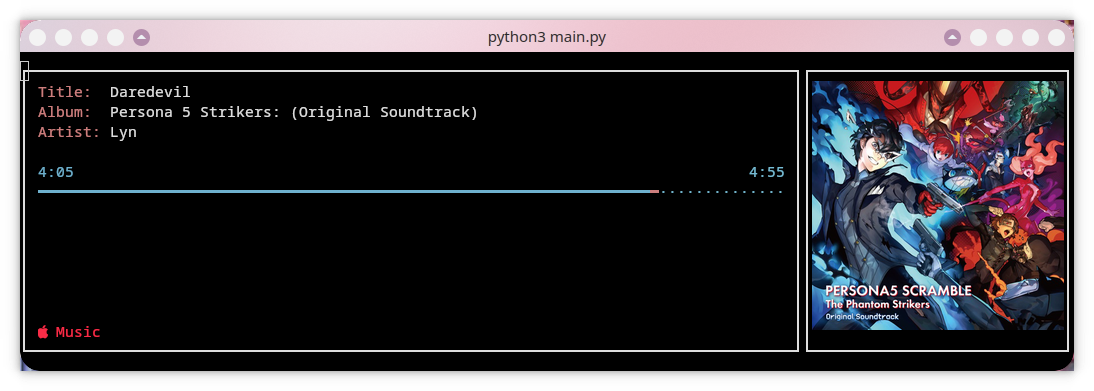 python3 main.py
Title: Daredevil
Album: Persona 5 Strikers: (Original Soundtrack)
Artist: Lyn
4:05 4:55
Music
PERSONA5 SCRAMBLE
The Phantom Strikers
Original Soundtrack